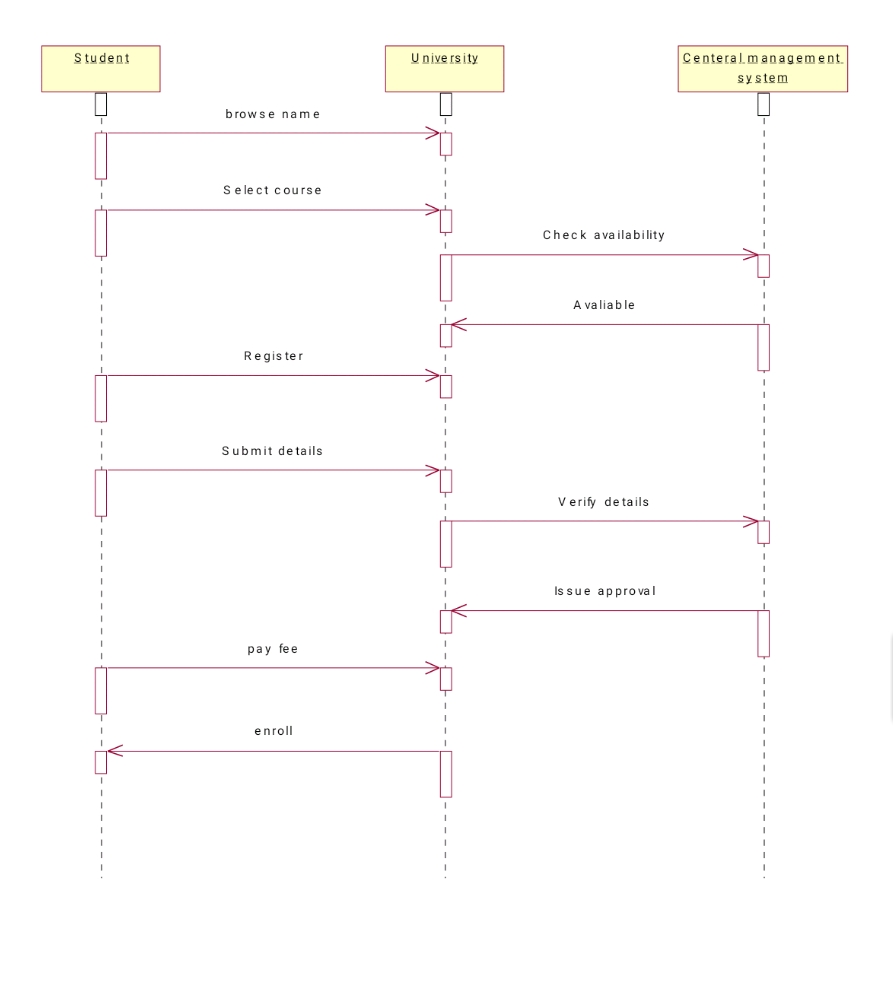 Student
University
Centeral management
system
browse name
Select course
Check availability
Avaliable
Register
Submit details
Verify details
Issue approval
pay fee
enroll